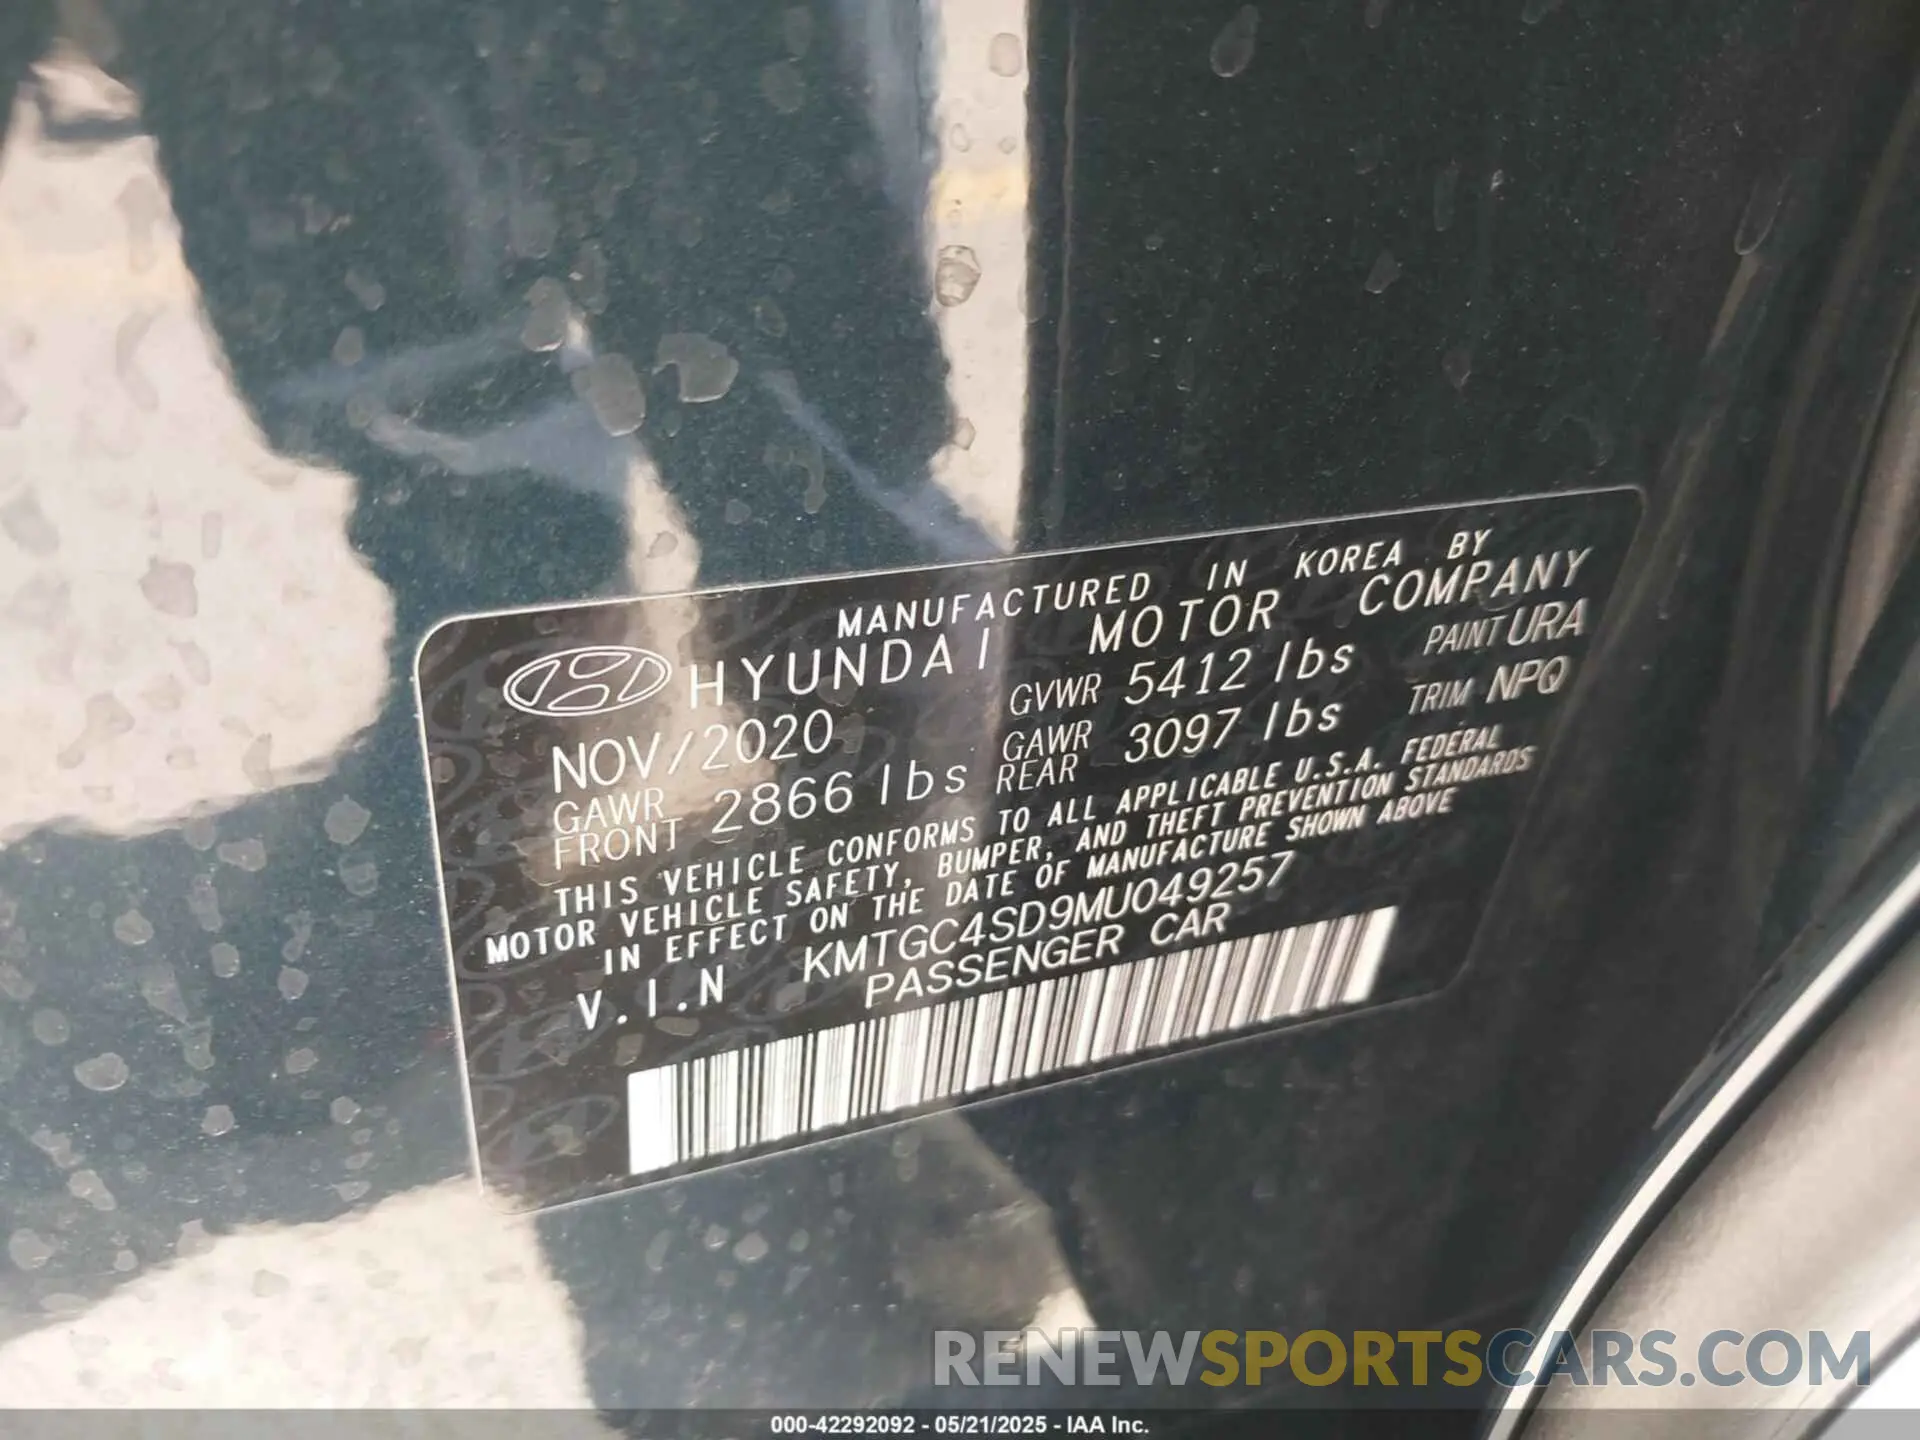 MANUFACTURED IN KOREA BY
HYUNDAI MOTOR COMPANY
NOV/2020 GVWR 5412 lbs PAINT URA
GAWR FRONT 2866 lbs GAWR REAR 3097 lbs TRIM NPQ
THIS VEHICLE CONFORMS TO ALL APPLICABLE U.S.A. FEDERAL
MOTOR VEHICLE SAFETY, BUMPER, AND THEFT PREVENTION STANDARDS
IN EFFECT ON THE DATE OF MANUFACTURE SHOWN ABOVE
V.I.N KMTGC4SD9MU049257
PASSENGER CAR
RENEWSPORTSCARS.COM
000-42292092 - 05/21/2025 - IAA Inc.